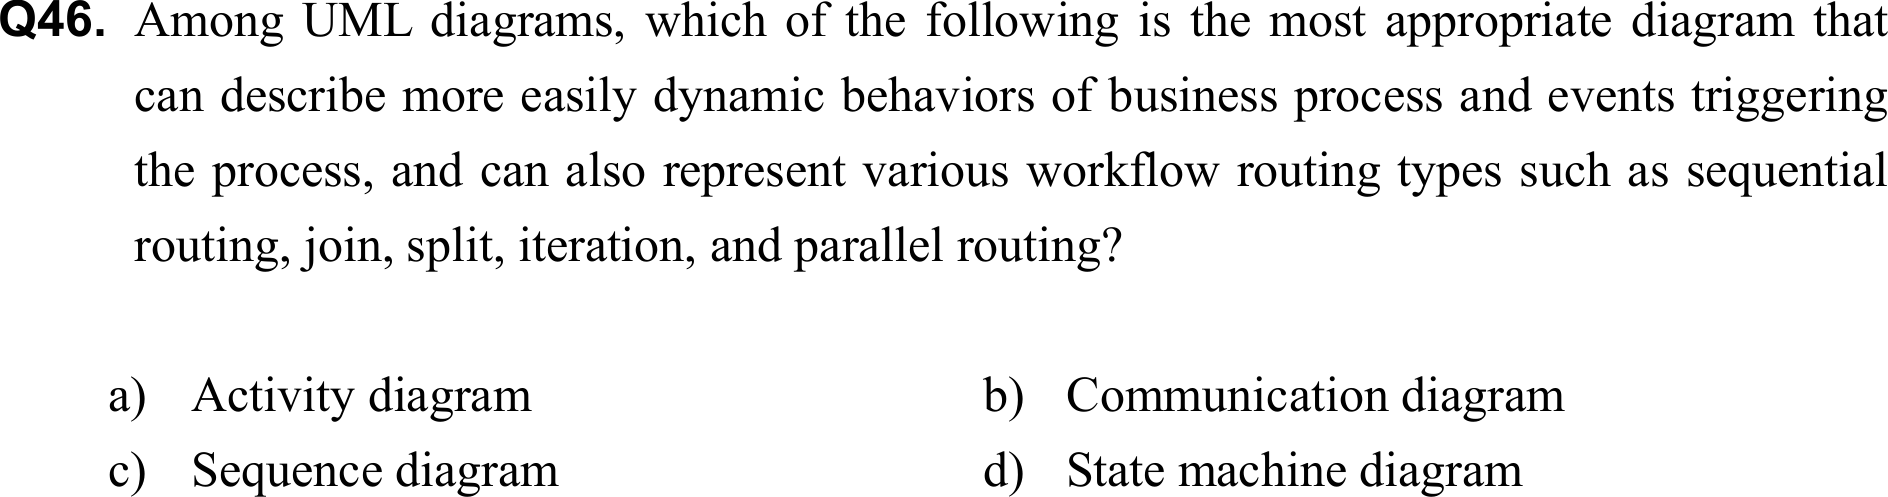 Q46. Among UML diagrams, which of the following is the most appropriate diagram that
can describe more easily dynamic behaviors of business process and events triggering
the process, and can also represent various workflow routing types such as sequential
routing, join, split, iteration, and parallel routing?
a) Activity diagram b) Communication diagram
c) Sequence diagram d) State machine diagram